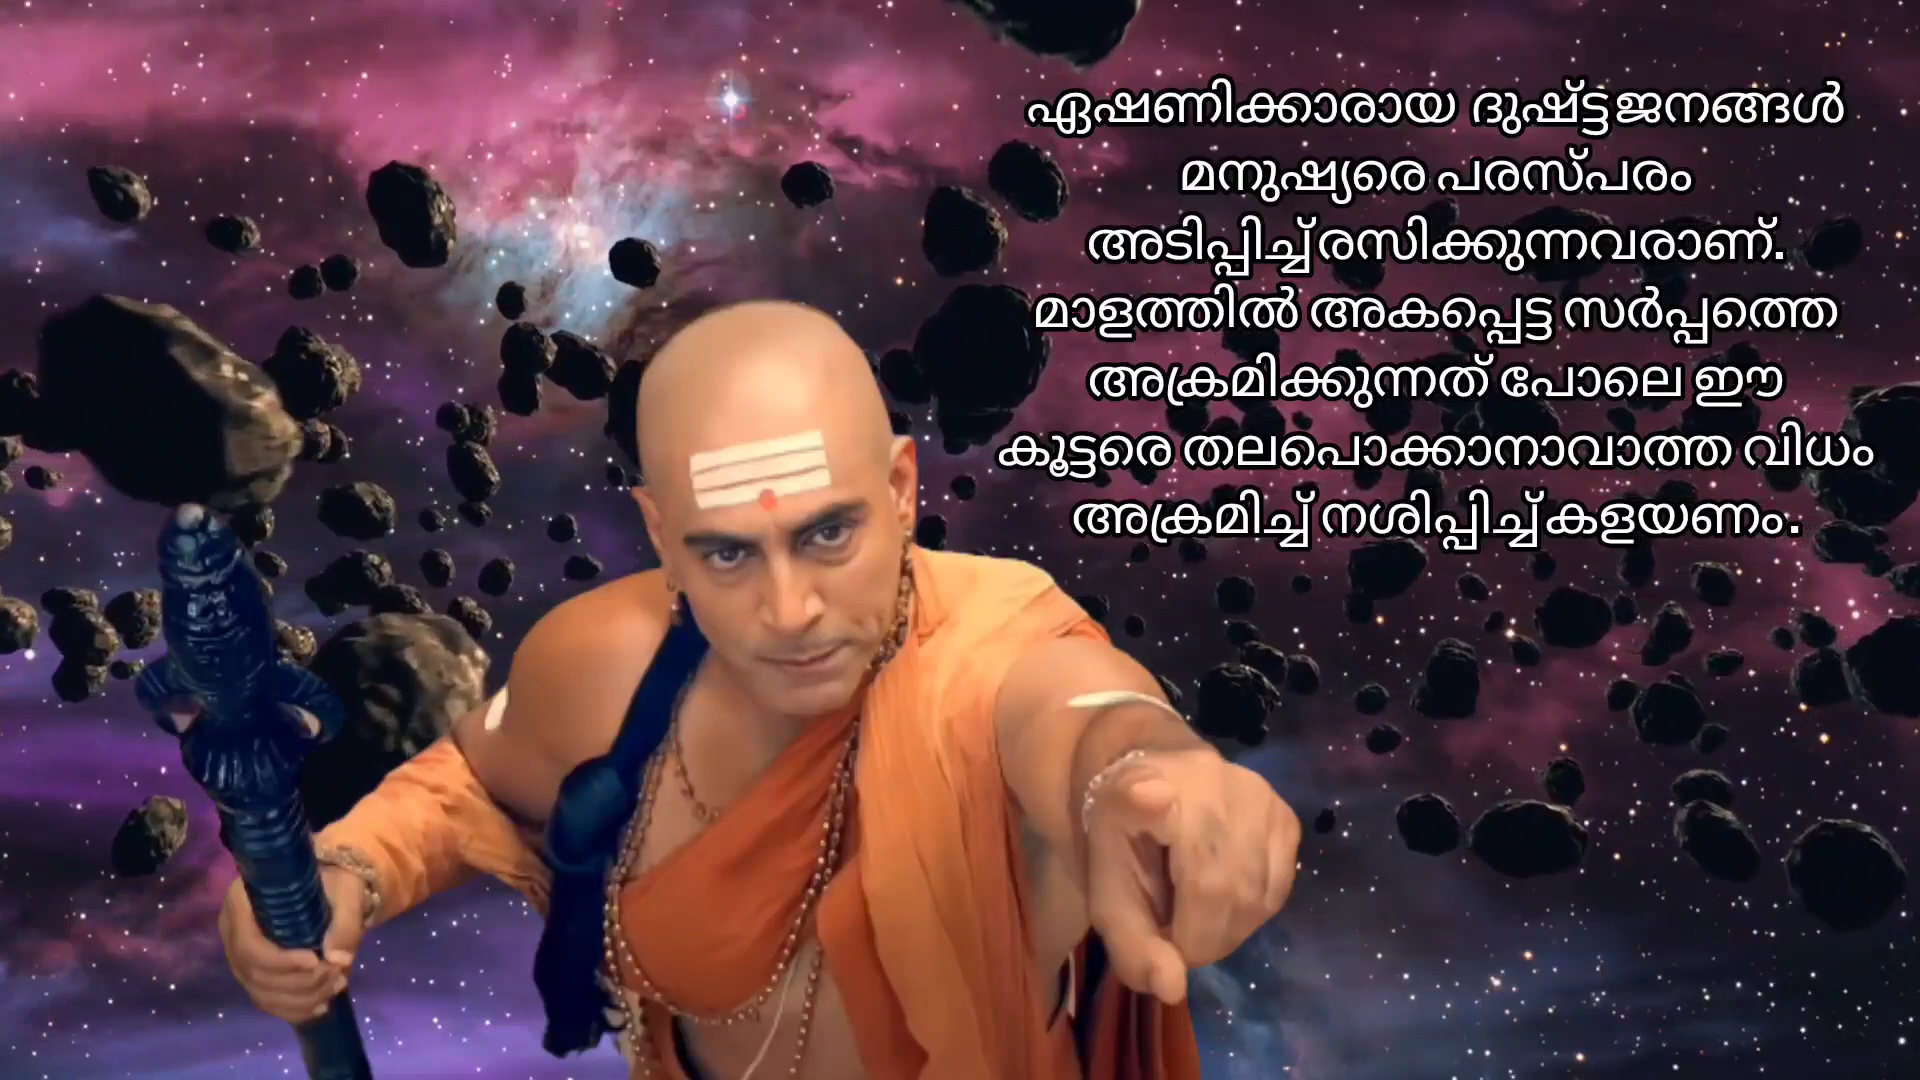 ഏഷണിക്കാരായ ദുഷ്ട്ടജനങ്ങൾ
മനുഷ്യരെ പരസ്പരം
അടിപ്പിച്ച് രസിക്കുന്നവരാണ്.
മാളത്തിൽ അകപ്പെട്ട സർപ്പത്തെ
അക്രമിക്കുന്നത് പോലെ ഈ
കൂട്ടരെ തലപൊക്കാനാവാത്ത വിധം
അക്രമിച്ച് നശിപ്പിച്ച് കളയണം.